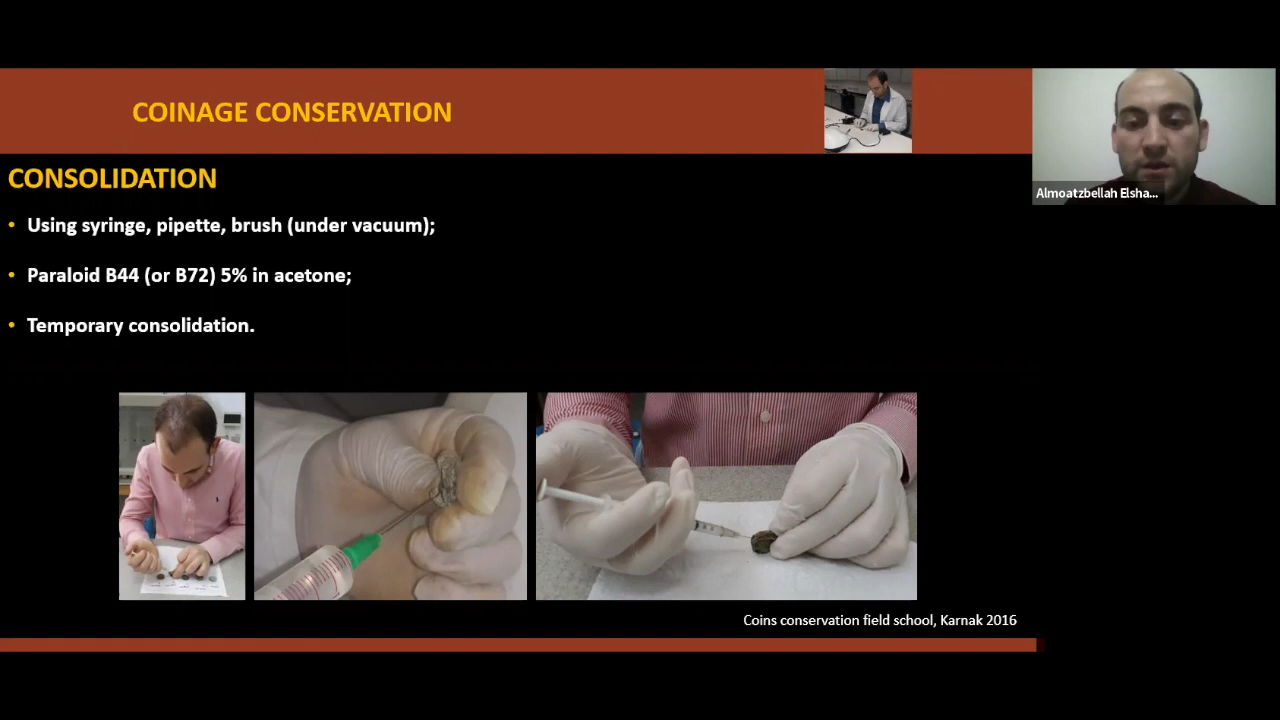 COINAGE CONSERVATION
CONSOLIDATION
• Using syringe, pipette, brush (under vacuum);
• Paraloid B44 (or B72) 5% in acetone;
• Temporary consolidation.
Almoatzbellah Elsha...
Coins conservation field school, Karnak 2016